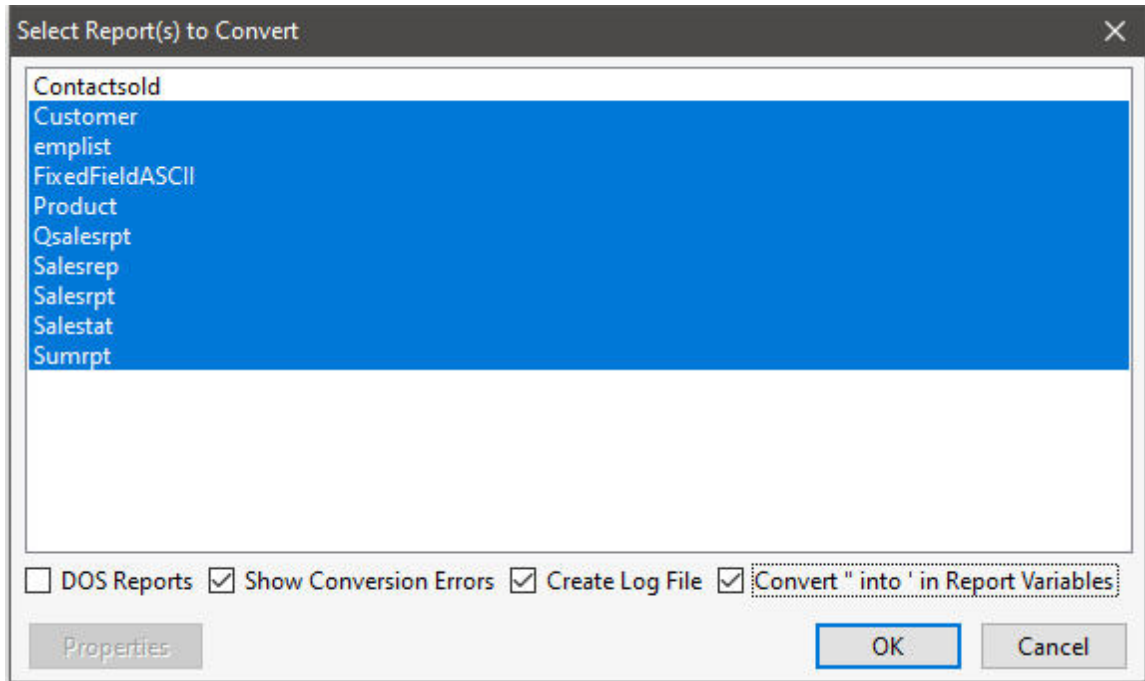 Select Report(s) to Convert
Contactsold
Customer
emplist
FixedFieldASCII
Product
Qsalesrpt
Salesrep
Salesrpt
Salestat
Sumrpt
DOS Reports Show Conversion Errors Create Log File Convert " into ' in Report Variables
Properties OK Cancel